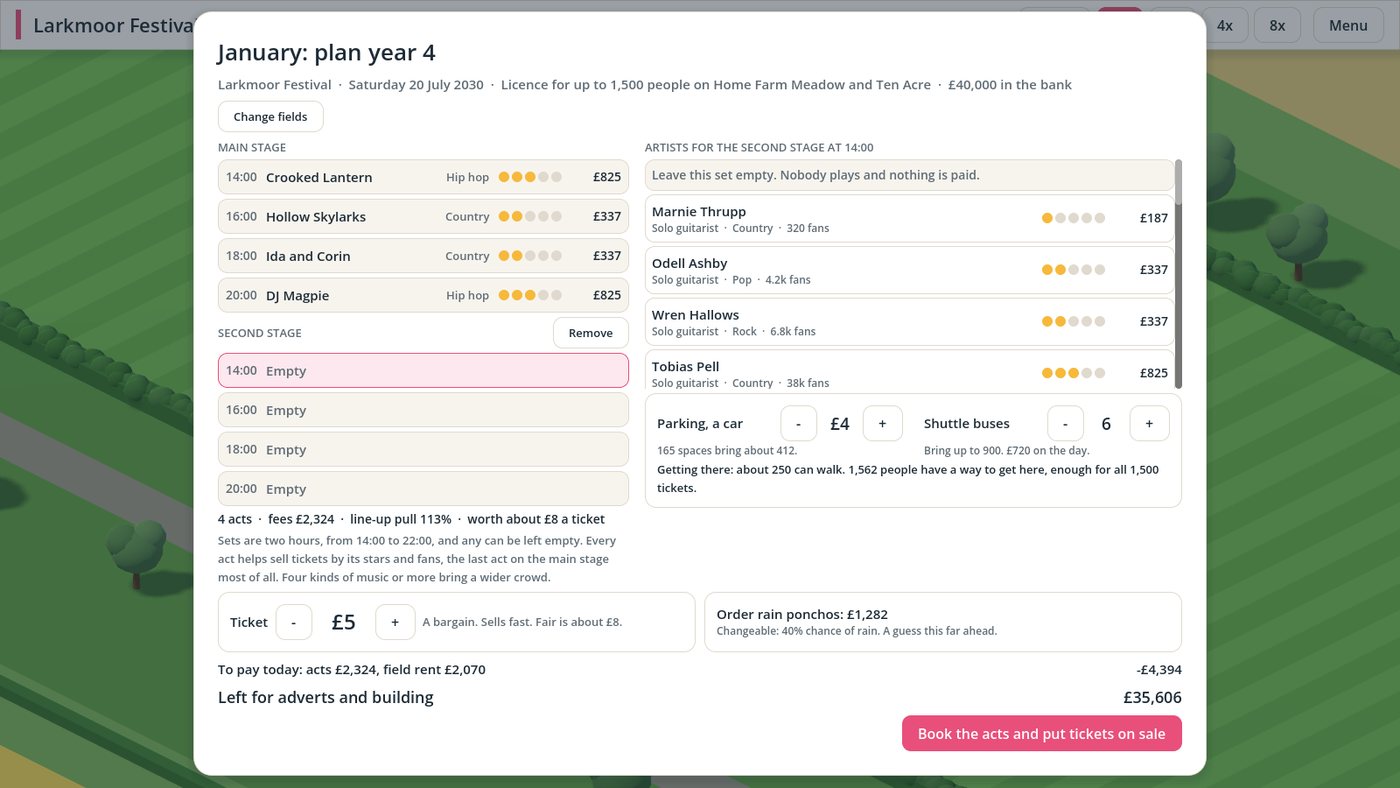 Larkmoor Festiva
4x
8x
Menu
January: plan year 4
Larkmoor Festival · Saturday 20 July 2030 · Licence for up to 1,500 people on Home Farm Meadow and Ten Acre · £40,000 in the bank
Change fields
MAIN STAGE
14:00 Crooked Lantern Hip hop £825
16:00 Hollow Skylarks Country £337
18:00 Ida and Corin Country £337
20:00 DJ Magpie Hip hop £825
SECOND STAGE Remove
14:00 Empty
16:00 Empty
18:00 Empty
20:00 Empty
4 acts · fees £2,324 · line-up pull 113% · worth about £8 a ticket
Sets are two hours, from 14:00 to 22:00, and any can be left empty. Every
act helps sell tickets by its stars and fans, the last act on the main stage
most of all. Four kinds of music or more bring a wider crowd.
ARTISTS FOR THE SECOND STAGE AT 14:00
Leave this set empty. Nobody plays and nothing is paid.
Marnie Thrupp £187
Solo guitarist · Country · 320 fans
Odell Ashby £337
Solo guitarist · Pop · 4.2k fans
Wren Hallows £337
Solo guitarist · Rock · 6.8k fans
Tobias Pell £825
Solo guitarist · Country · 38k fans
Parking, a car - £4 + Shuttle buses - 6 +
165 spaces bring about 412. Bring up to 900. £720 on the day.
Getting there: about 250 can walk. 1,562 people have a way to get here, enough for all 1,500
tickets.
Ticket - £5 + A bargain. Sells fast. Fair is about £8.
Order rain ponchos: £1,282
Changeable: 40% chance of rain. A guess this far ahead.
To pay today: acts £2,324, field rent £2,070 -£4,394
Left for adverts and building £35,606
Book the acts and put tickets on sale